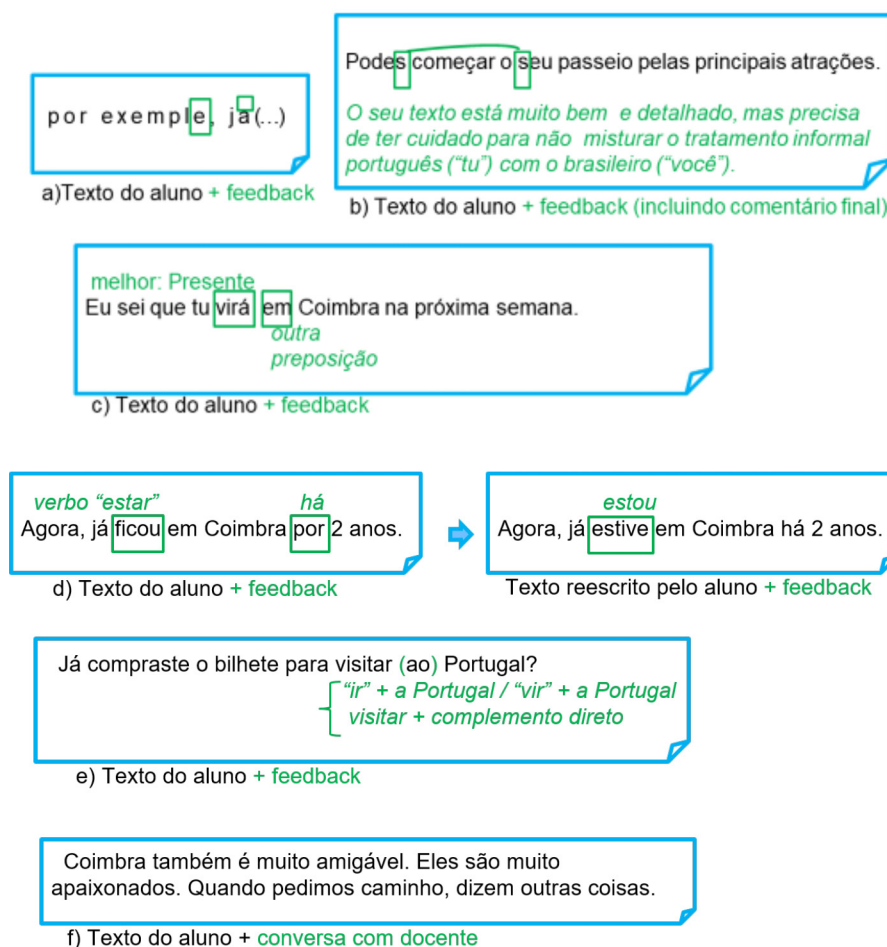 por exemple, ja(...)
a)Texto do aluno + feedback
Podes começar o seu passeio pelas principais atrações.
O seu texto está muito bem e detalhado, mas precisa
de ter cuidado para não misturar o tratamento informal
português (“tu”) com o brasileiro (“você”).
b) Texto do aluno + feedback (incluindo comentário final)
melhor: Presente
Eu sei que tu virá em Coimbra na próxima semana.
outra
preposição
c) Texto do aluno + feedback
verbo “estar” há
Agora, já ficou em Coimbra por 2 anos.
d) Texto do aluno + feedback
estou
Agora, já estive em Coimbra há 2 anos.
Texto reescrito pelo aluno + feedback
Já compraste o bilhete para visitar (ao) Portugal?
“ir” + a Portugal / “vir” + a Portugal
visitar + complemento direto
e) Texto do aluno + feedback
Coimbra também é muito amigável. Eles são muito
apaixonados. Quando pedimos caminho, dizem outras coisas.
f) Texto do aluno + conversa com docente